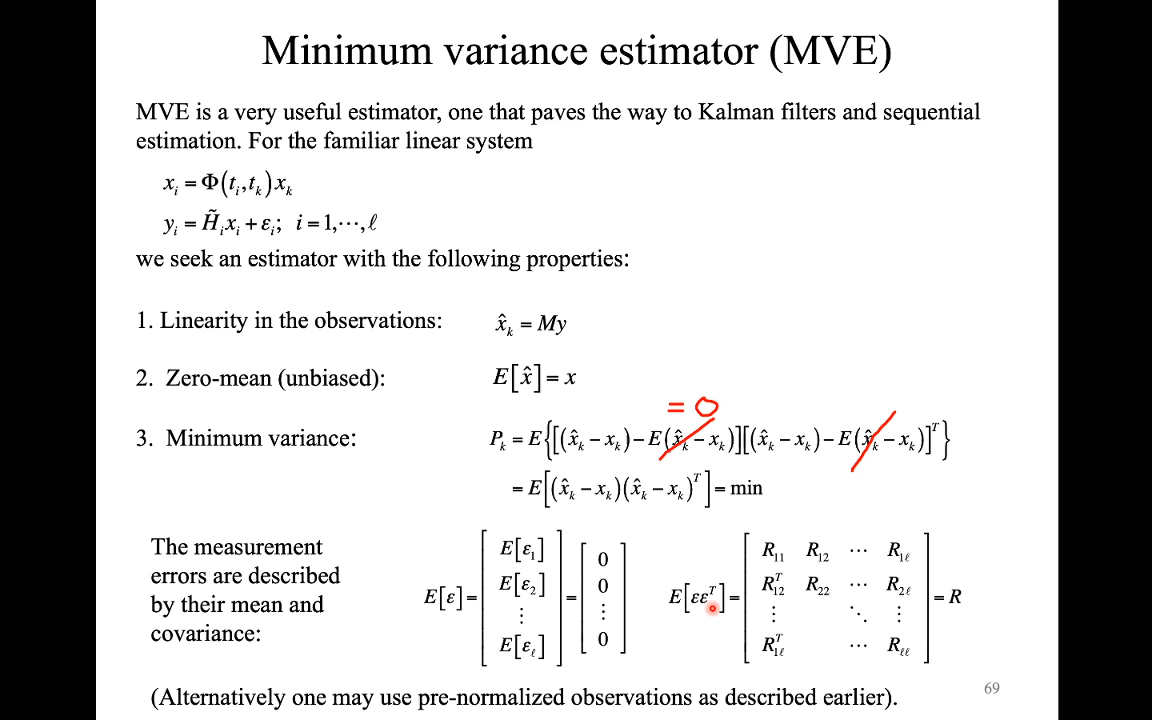 Minimum variance estimator (MVE)
MVE is a very useful estimator, one that paves the way to Kalman filters and sequential
estimation. For the familiar linear system
x_i = Φ(t_i, t_k) x_k
y_i = H̃_i x_i + ε_i; i = 1,⋯,ℓ
we seek an estimator with the following properties:
1. Linearity in the observations: x̂_k = My
2. Zero-mean (unbiased): E[x̂] = x
= 0
3. Minimum variance: P_k = E{[(x̂_k − x_k) − E(x̂_k − x_k)][(x̂_k − x_k) − E(x̂_k − x_k)]^T}
= E[(x̂_k − x_k)(x̂_k − x_k)^T] = min
The measurement
errors are described
by their mean and
covariance:
E[ε] = [E[ε_1] E[ε_2] ⋮ E[ε_ℓ]] = [0 0 ⋮ 0]
E[εε^T] = [R_11 R_12 ⋯ R_1ℓ
R_12^T R_22 ⋯ R_2ℓ
⋮ ⋱ ⋮
R_1ℓ^T ⋯ R_ℓℓ] = R
(Alternatively one may use pre-normalized observations as described earlier).
69